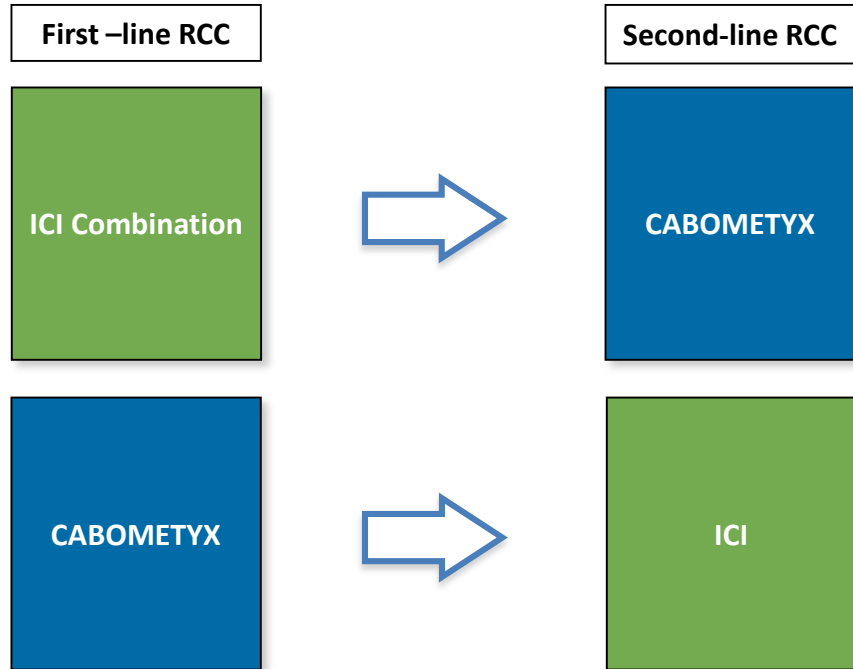 First –line RCC
Second-line RCC
ICI Combination
CABOMETYX
CABOMETYX
ICI